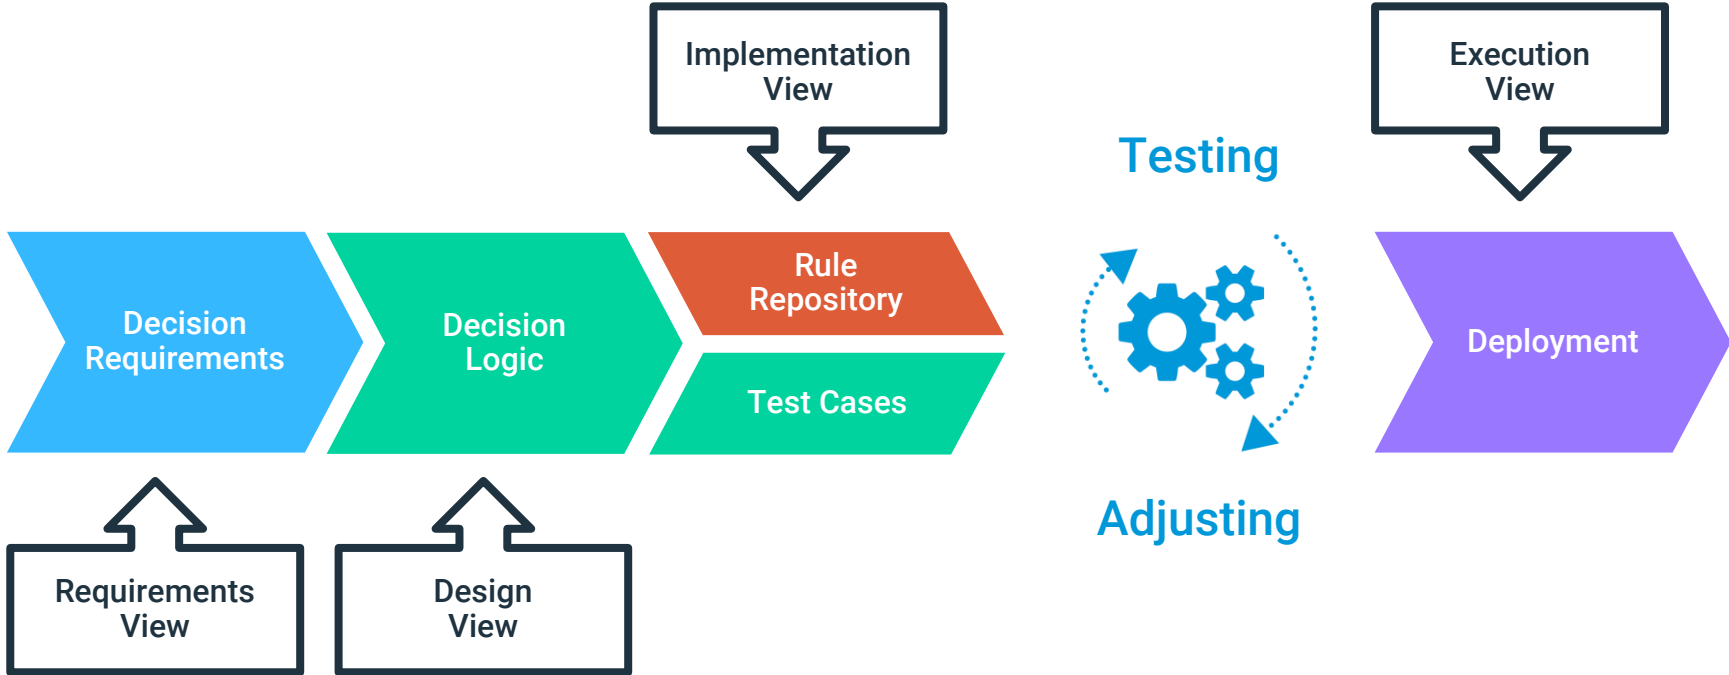 Implementation
View
Execution
View
Testing
Decision
Requirements
Decision
Logic
Rule
Repository
Test Cases
Deployment
Adjusting
Requirements
View
Design
View